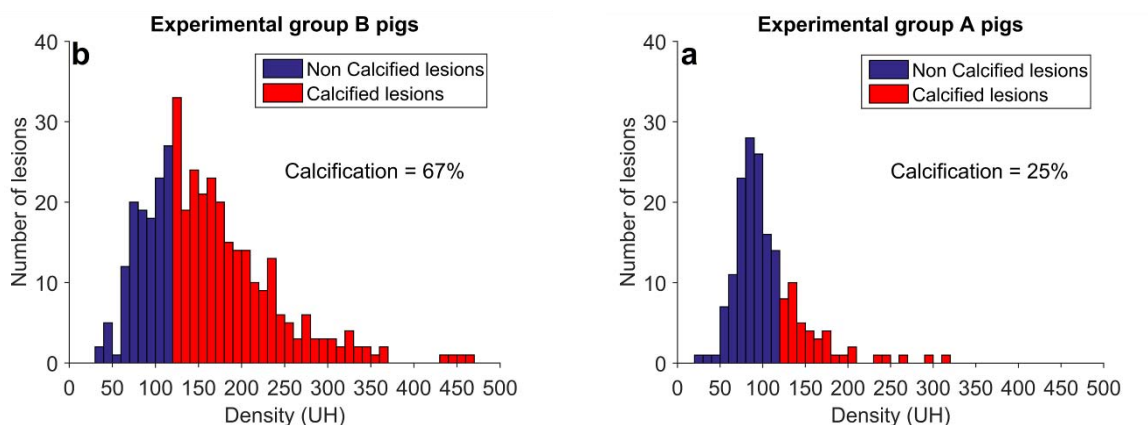 Experimental group B pigs
b
40
30
20
10
0
Number of lesions
Non Calcified lesions
Calcified lesions
Calcification = 67%
0 50 100 150 200 250 300 350 400 450 500
Density (UH)
Experimental group A pigs
a
40
30
20
10
0
Number of lesions
Non Calcified lesions
Calcified lesions
Calcification = 25%
0 50 100 150 200 250 300 350 400 450 500
Density (UH)